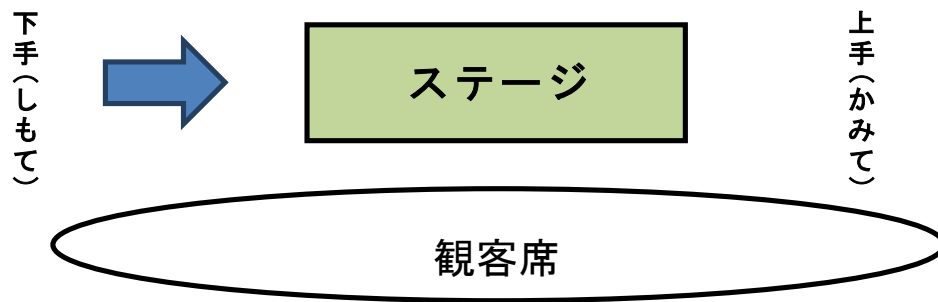 下手（しもて）
ステージ
上手（かみて）
観客席